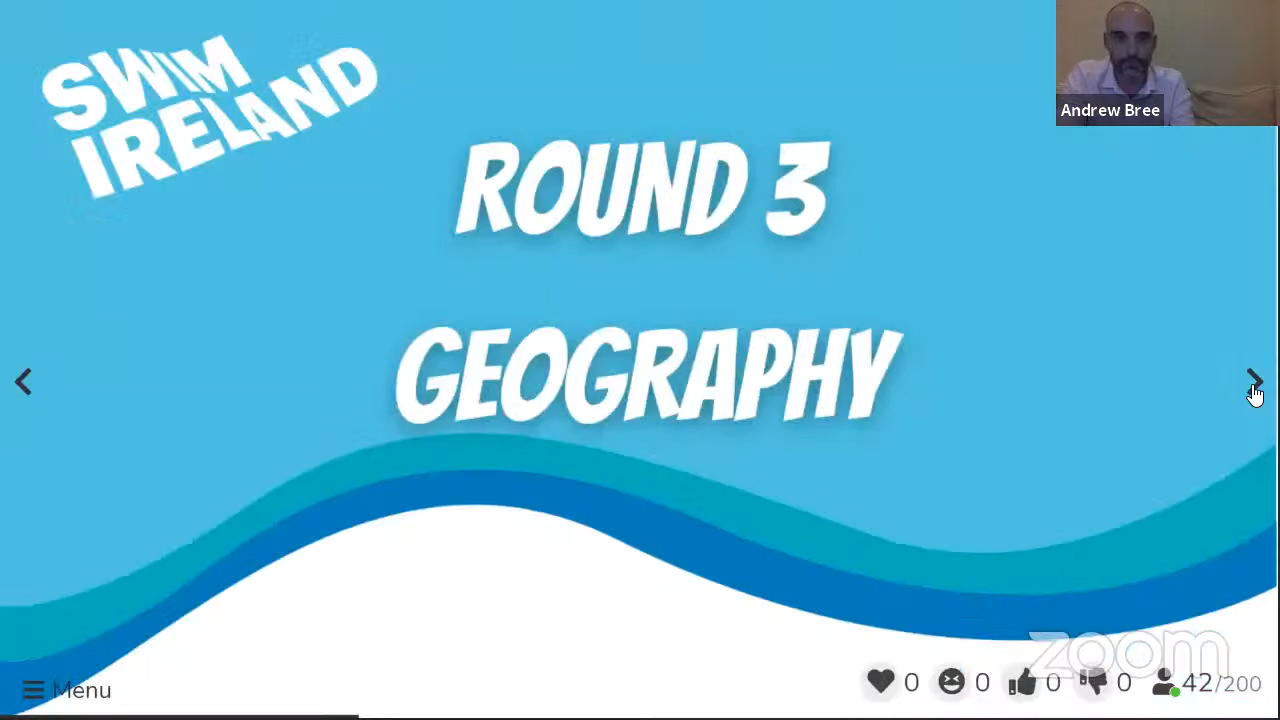 SWIM
IRELAND
Andrew Bree
ROUND 3
GEOGRAPHY
zoom
Menu
0
0
0
0
42/200